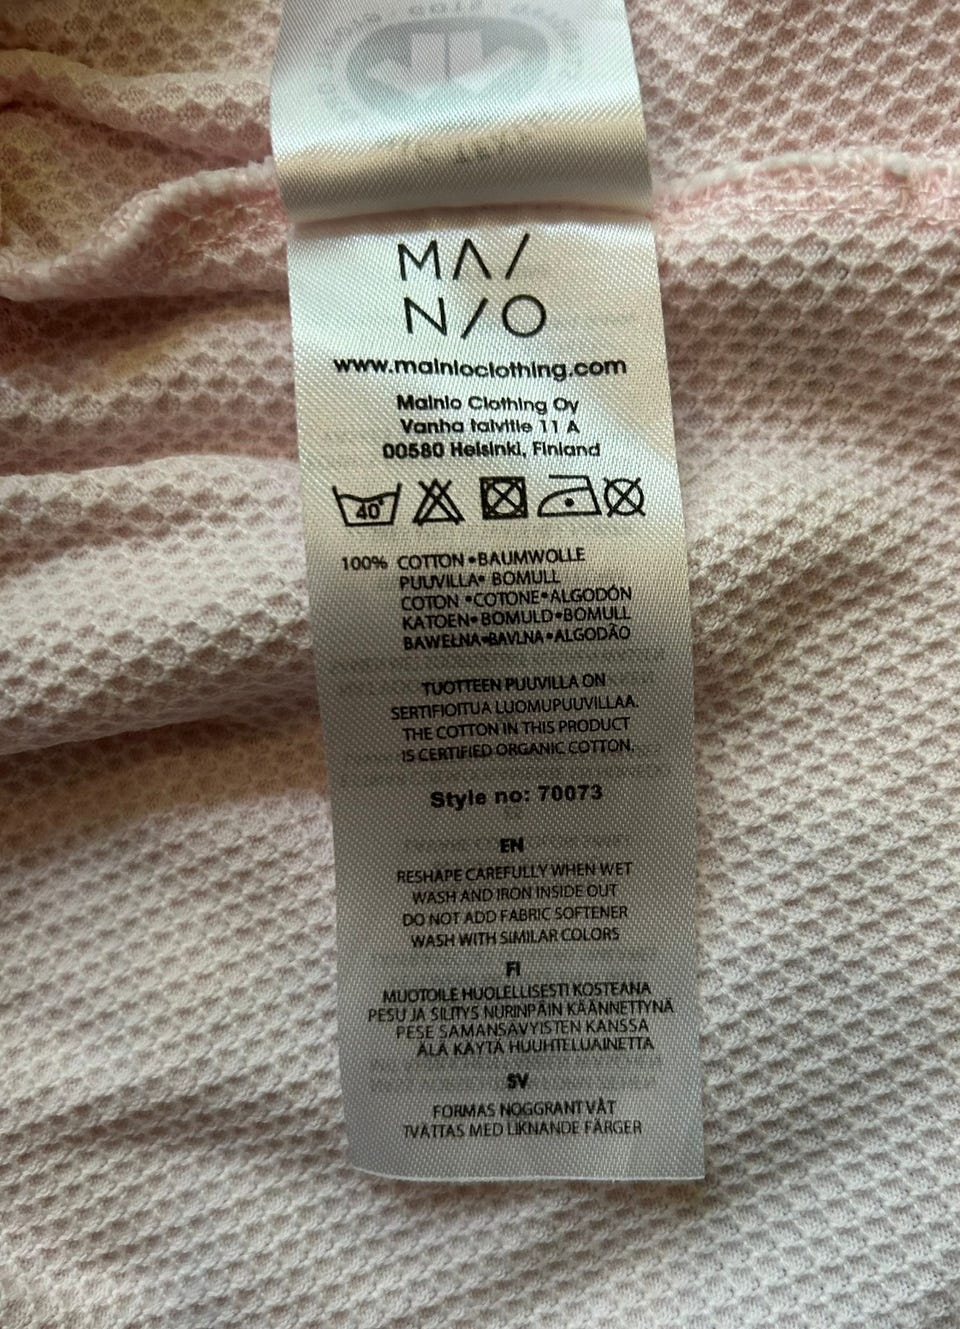 MA/
N/O
www.mainioclothing.com
Mainio Clothing Oy
Vanha talvitie 11 A
00580 Helsinki, Finland
40°
100% COTTON•BAUMWOLLE
PUUVILLA• BOMULL
COTON •COTONE•ALGODÓN
KATOEN•BOMULD•BOMULL
BAWEŁNA•BAVLNA•ALGODÃO
TUOTTEEN PUUVILLA ON
SERTIFIOITUA LUOMUPUUVILLAA.
THE COTTON IN THIS PRODUCT
IS CERTIFIED ORGANIC COTTON.
Style no: 70073
EN
RESHAPE CAREFULLY WHEN WET
WASH AND IRON INSIDE OUT
DO NOT ADD FABRIC SOFTENER
WASH WITH SIMILAR COLORS
FI
MUOTOILE HUOLELLISESTI KOSTEANA
PESU JA SILITYS NURINPÄIN KÄÄNNETTYNÄ
PESE SAMANSÄVYISTEN KANSSA
ÄLÄ KÄYTÄ HUUHTELUAINETTA
SV
FORMAS NOGGRANT VÅT
TVÄTTAS MED LIKNANDE FÄRGER